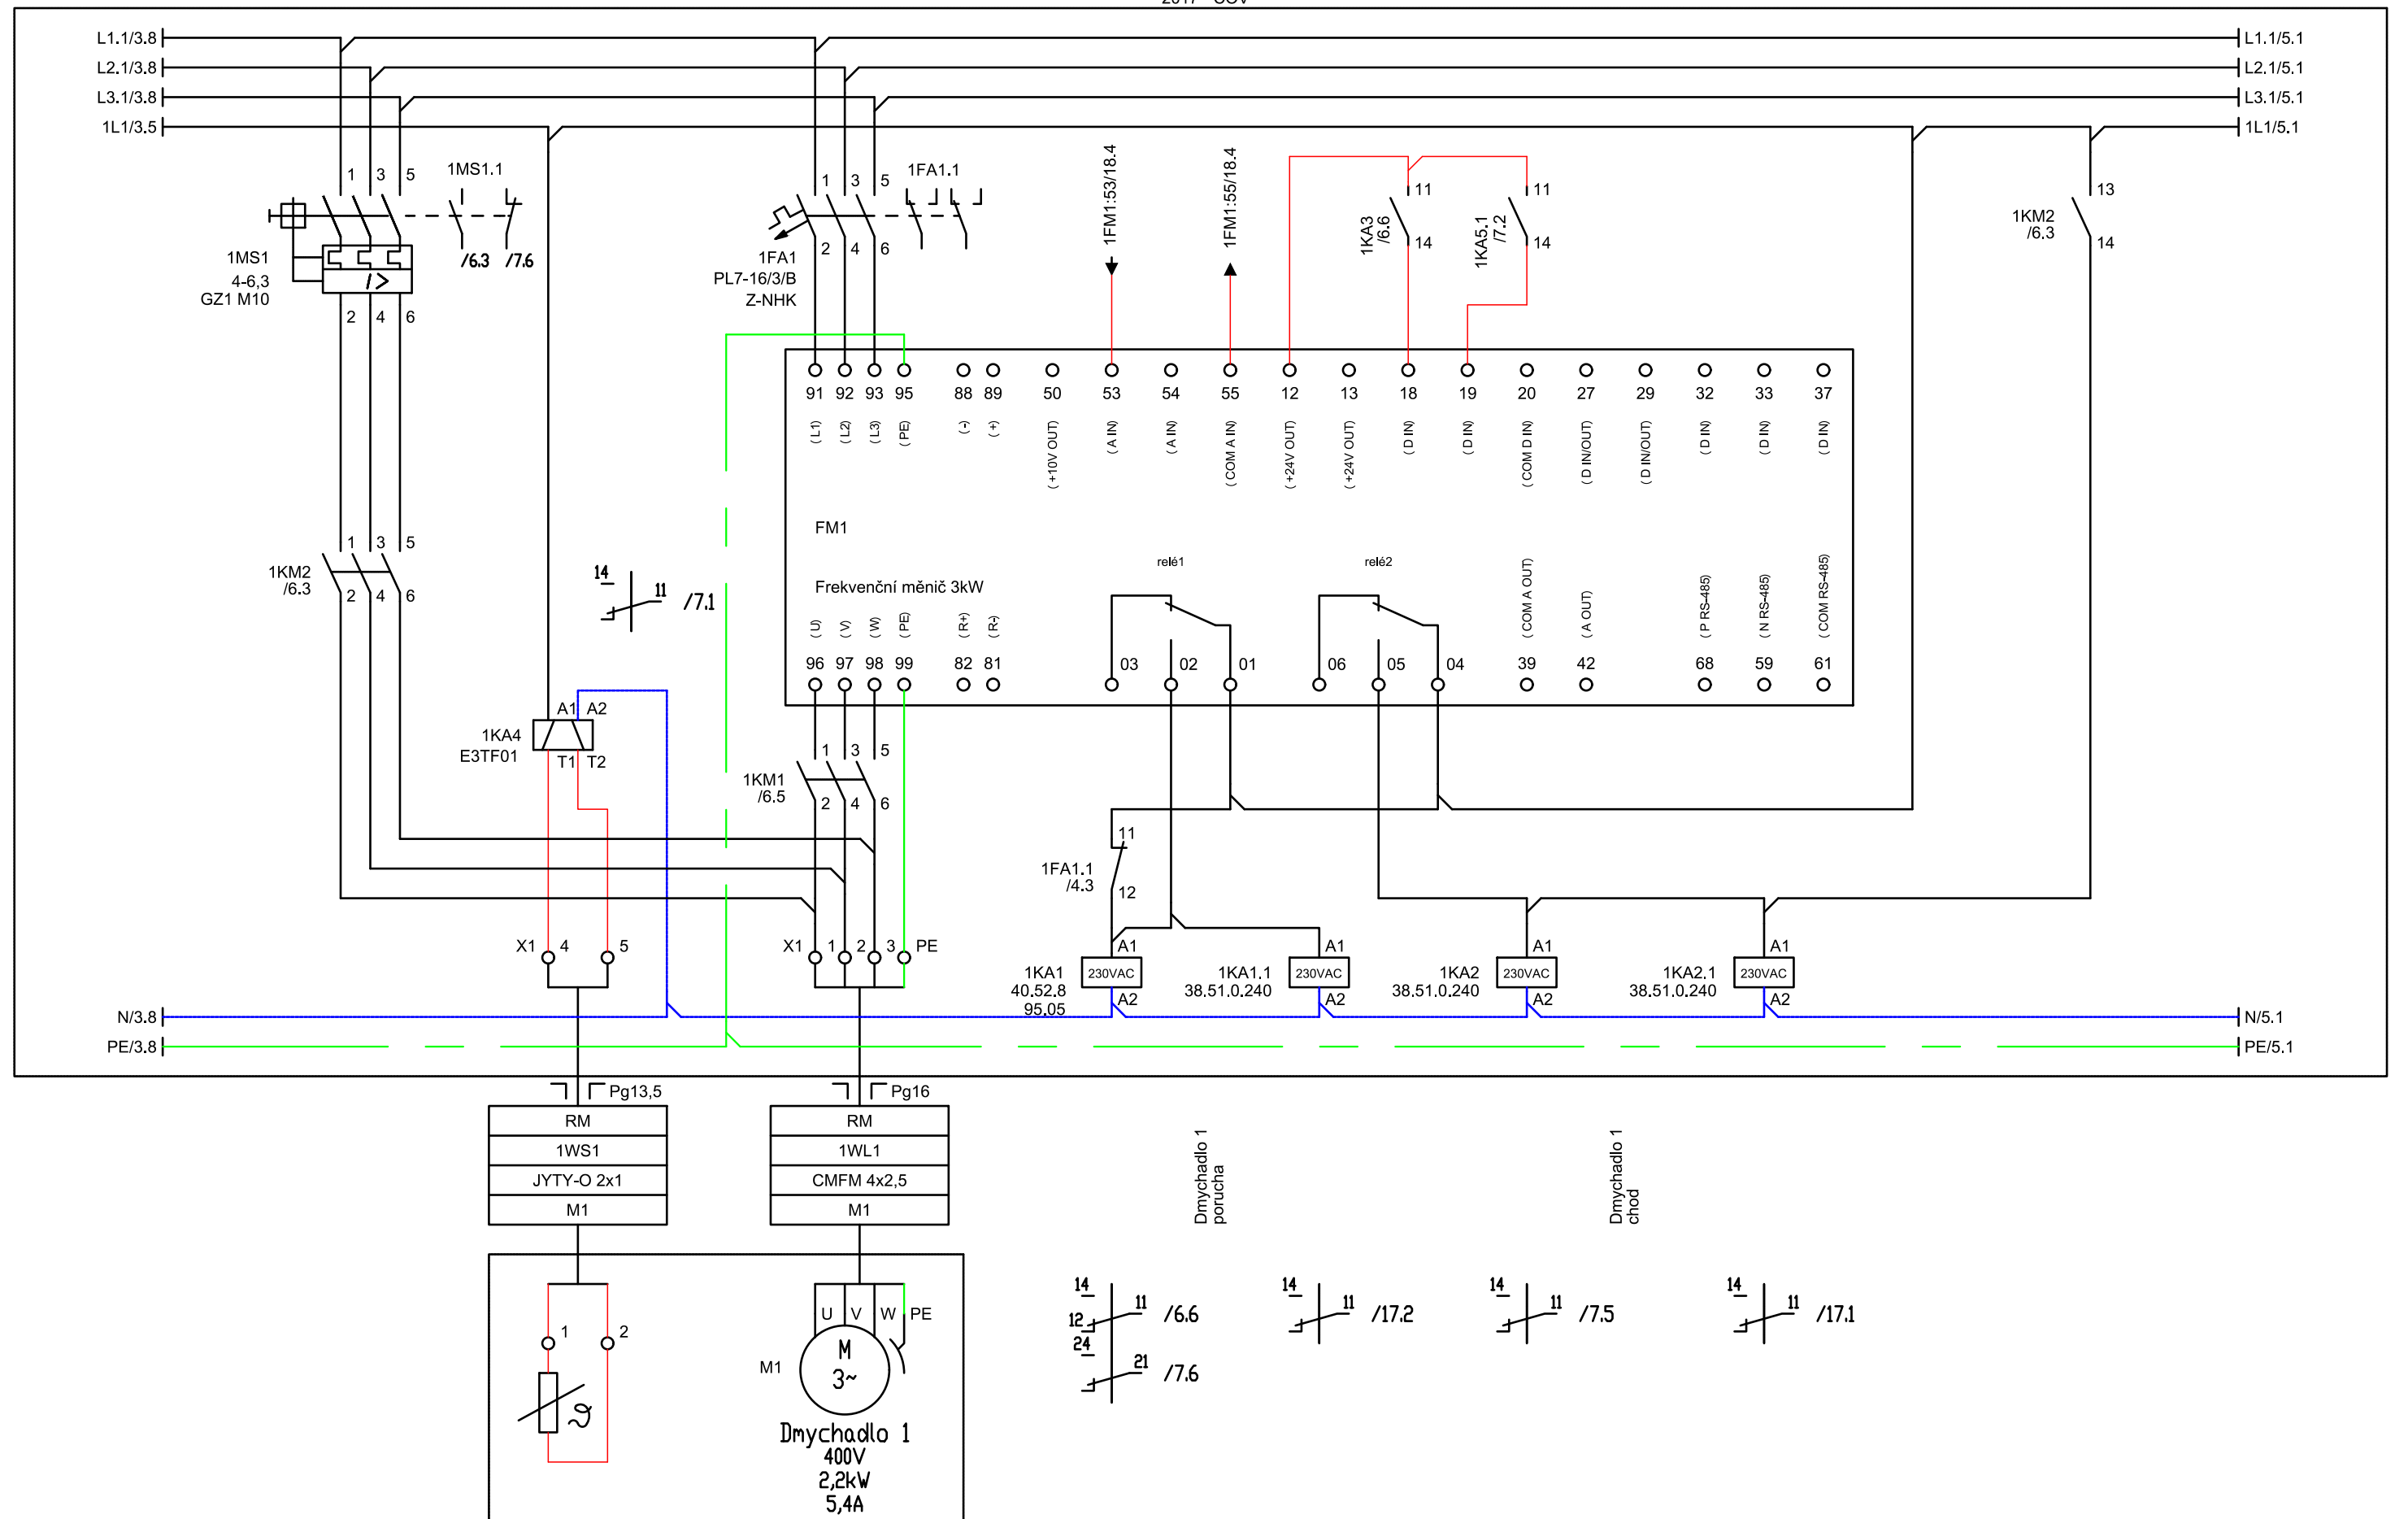 L1.1/3.8
L1.1/5.1
L2.1/3.8
L2.1/5.1
L3.1/3.8
L3.1/5.1
1L1/3.5
1L1/5.1
1 3 5
1MS1.1
/6.3 /7.6
1MS1
4-6,3
GZ1 M10
I >
2 4 6
1 3 5
1FA1.1
1FA1
PL7-16/3/B
Z-NHK
2 4 6
1FM1:53/18.4
1FM1:55/18.4
11
1KA3
/6.6
14
11
1KA5.1
/7.2
14
13
1KM2
/6.3
14
91 92 93 95 88 89 50 53 54 55 12 13 18 19 20 27 29 32 33 37
( L1)
( L2)
( L3)
( PE)
( -)
( +)
( +10V OUT)
( A IN)
( A IN)
( COM A IN)
( +24V OUT)
( +24V OUT)
( D IN)
( D IN)
( COM D IN)
( D IN/OUT)
( D IN/OUT)
( D IN)
( D IN)
( D IN)
FM1
Frekvenční měnič 3kW
relé1
relé2
( U)
( V)
( W)
( PE)
( R+)
( R-)
( COM A OUT)
( A OUT)
( P RS-485)
( N RS-485)
( COM RS-485)
96 97 98 99 82 81 03 02 01 06 05 04 39 42 68 59 61
1 3 5
1KM2
/6.3
2 4 6
14
11 /7.1
A1 A2
1KA4
E3TF01
T1 T2
1 3 5
1KM1
/6.5
2 4 6
11
1FA1.1
/4.3
12
X1 4 5
X1 1 2 3 PE
A1
1KA1
40.52.8
95.05
230VAC
A2
A1
1KA1.1
38.51.0.240
230VAC
A2
A1
1KA2
38.51.0.240
230VAC
A2
A1
1KA2.1
38.51.0.240
230VAC
A2
N/3.8
N/5.1
PE/3.8
PE/5.1
Pg13,5
RM
1WS1
JYTY-O 2x1
M1
Pg16
RM
1WL1
CMFM 4x2,5
M1
Dmychadlo 1
porucha
Dmychadlo 1
chod
1 2
ϑ
U V W PE
M1
M
3~
Dmychadlo 1
400V
2,2kW
5,4A
14
11 /6.6
12
24
21 /7.6
14
11 /17.2
14
11 /7.5
14
11 /17.1